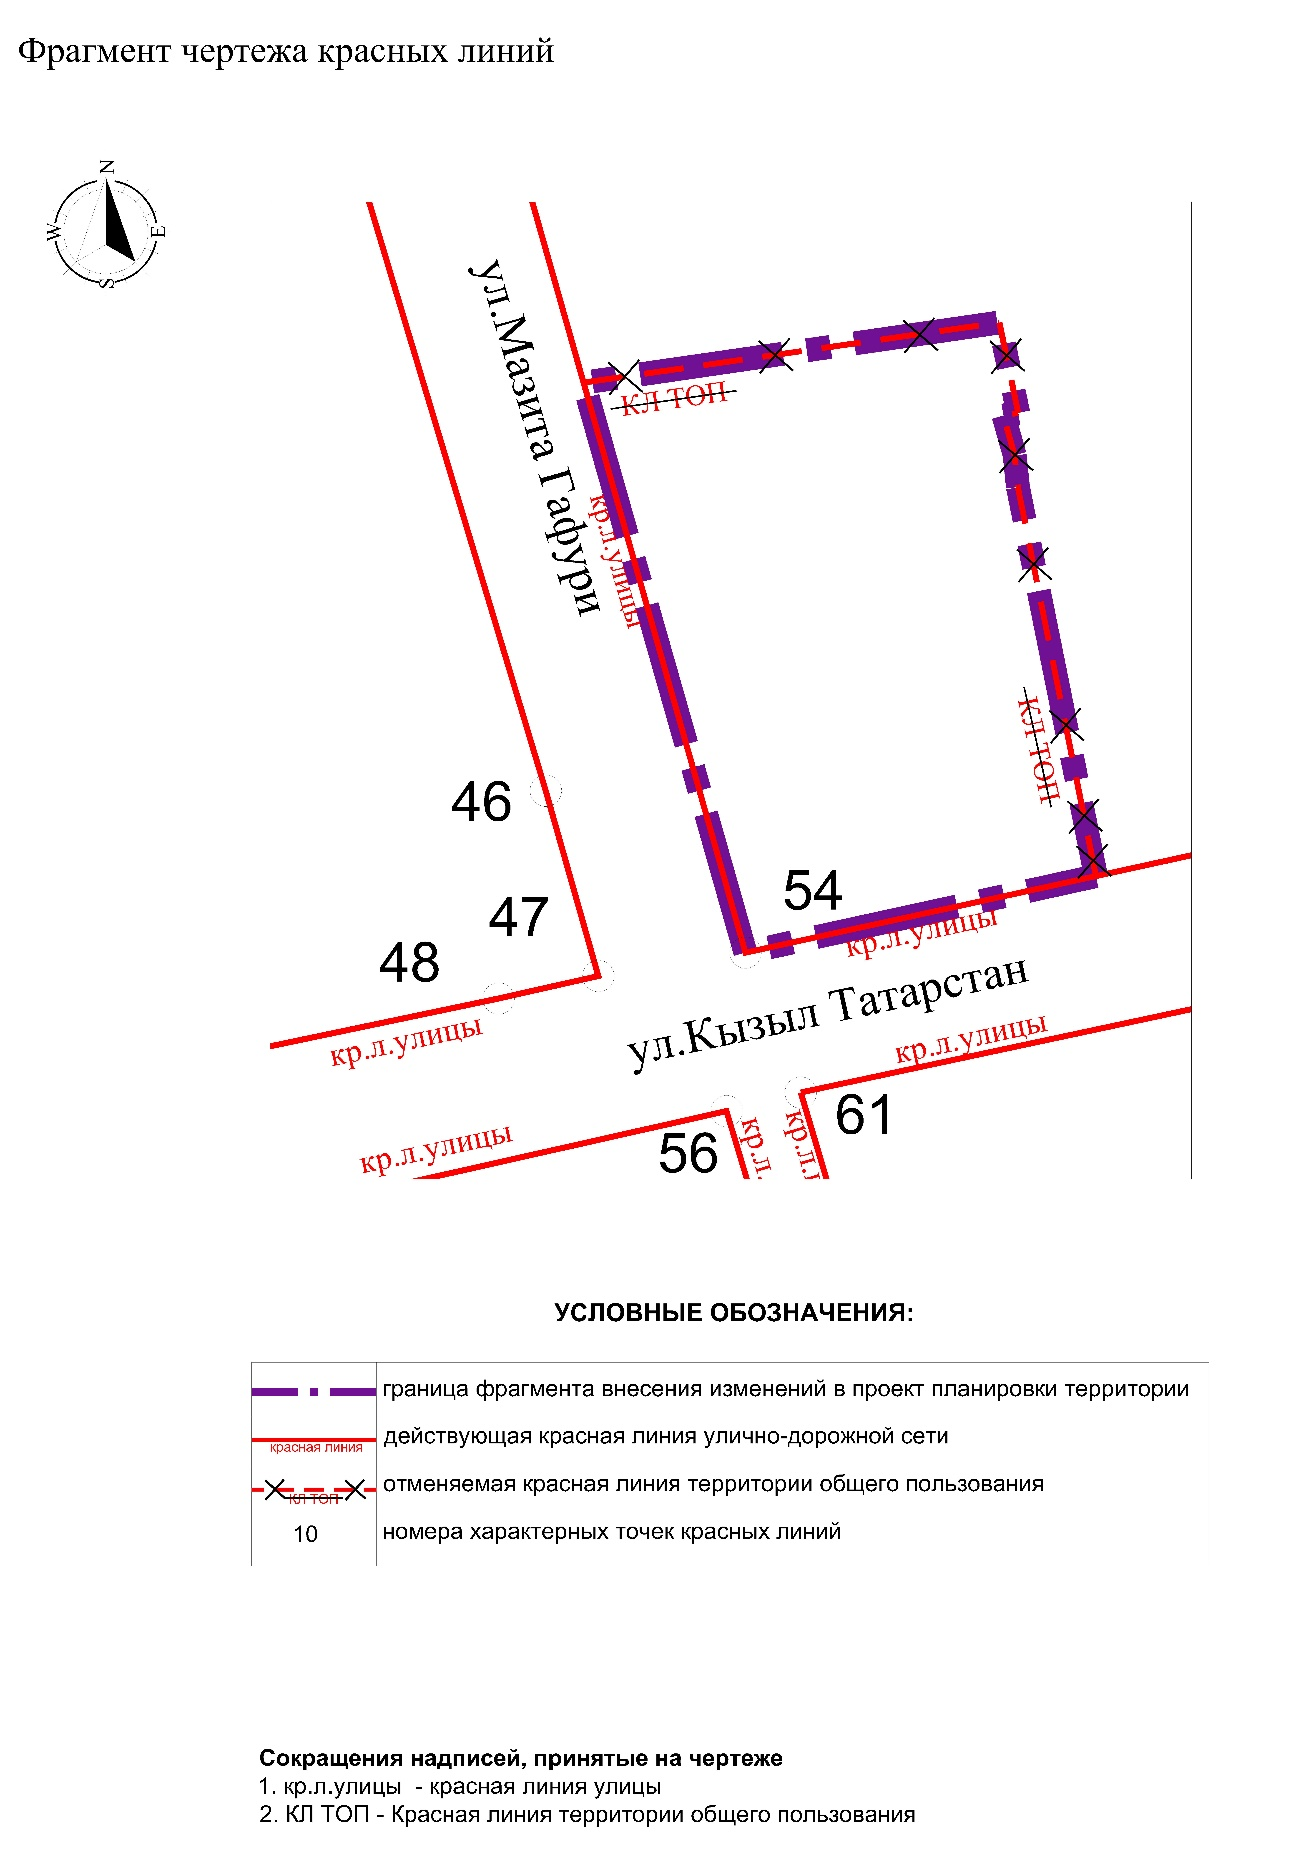 Фрагмент чертежа красных линий
N
W
E
S
ул.Мазита Гафури
КЛ ТОП
кр.л.улицы
КЛ ТОП
46
54
47
48
кр.л.улицы
кр.л.улицы
ул.Кызыл Татарстан
кр.л.улицы
кр.л.улицы
56
кр.л.
кр.л.
61
УСЛОВНЫЕ ОБОЗНАЧЕНИЯ:
граница фрагмента внесения изменений в проект планировки территории
красная линия
действующая красная линия улично-дорожной сети
КЛ ТОП
отменяемая красная линия территории общего пользования
10
номера характерных точек красных линий
Сокращения надписей, принятые на чертеже
1. кр.л.улицы - красная линия улицы
2. КЛ ТОП - Красная линия территории общего пользования